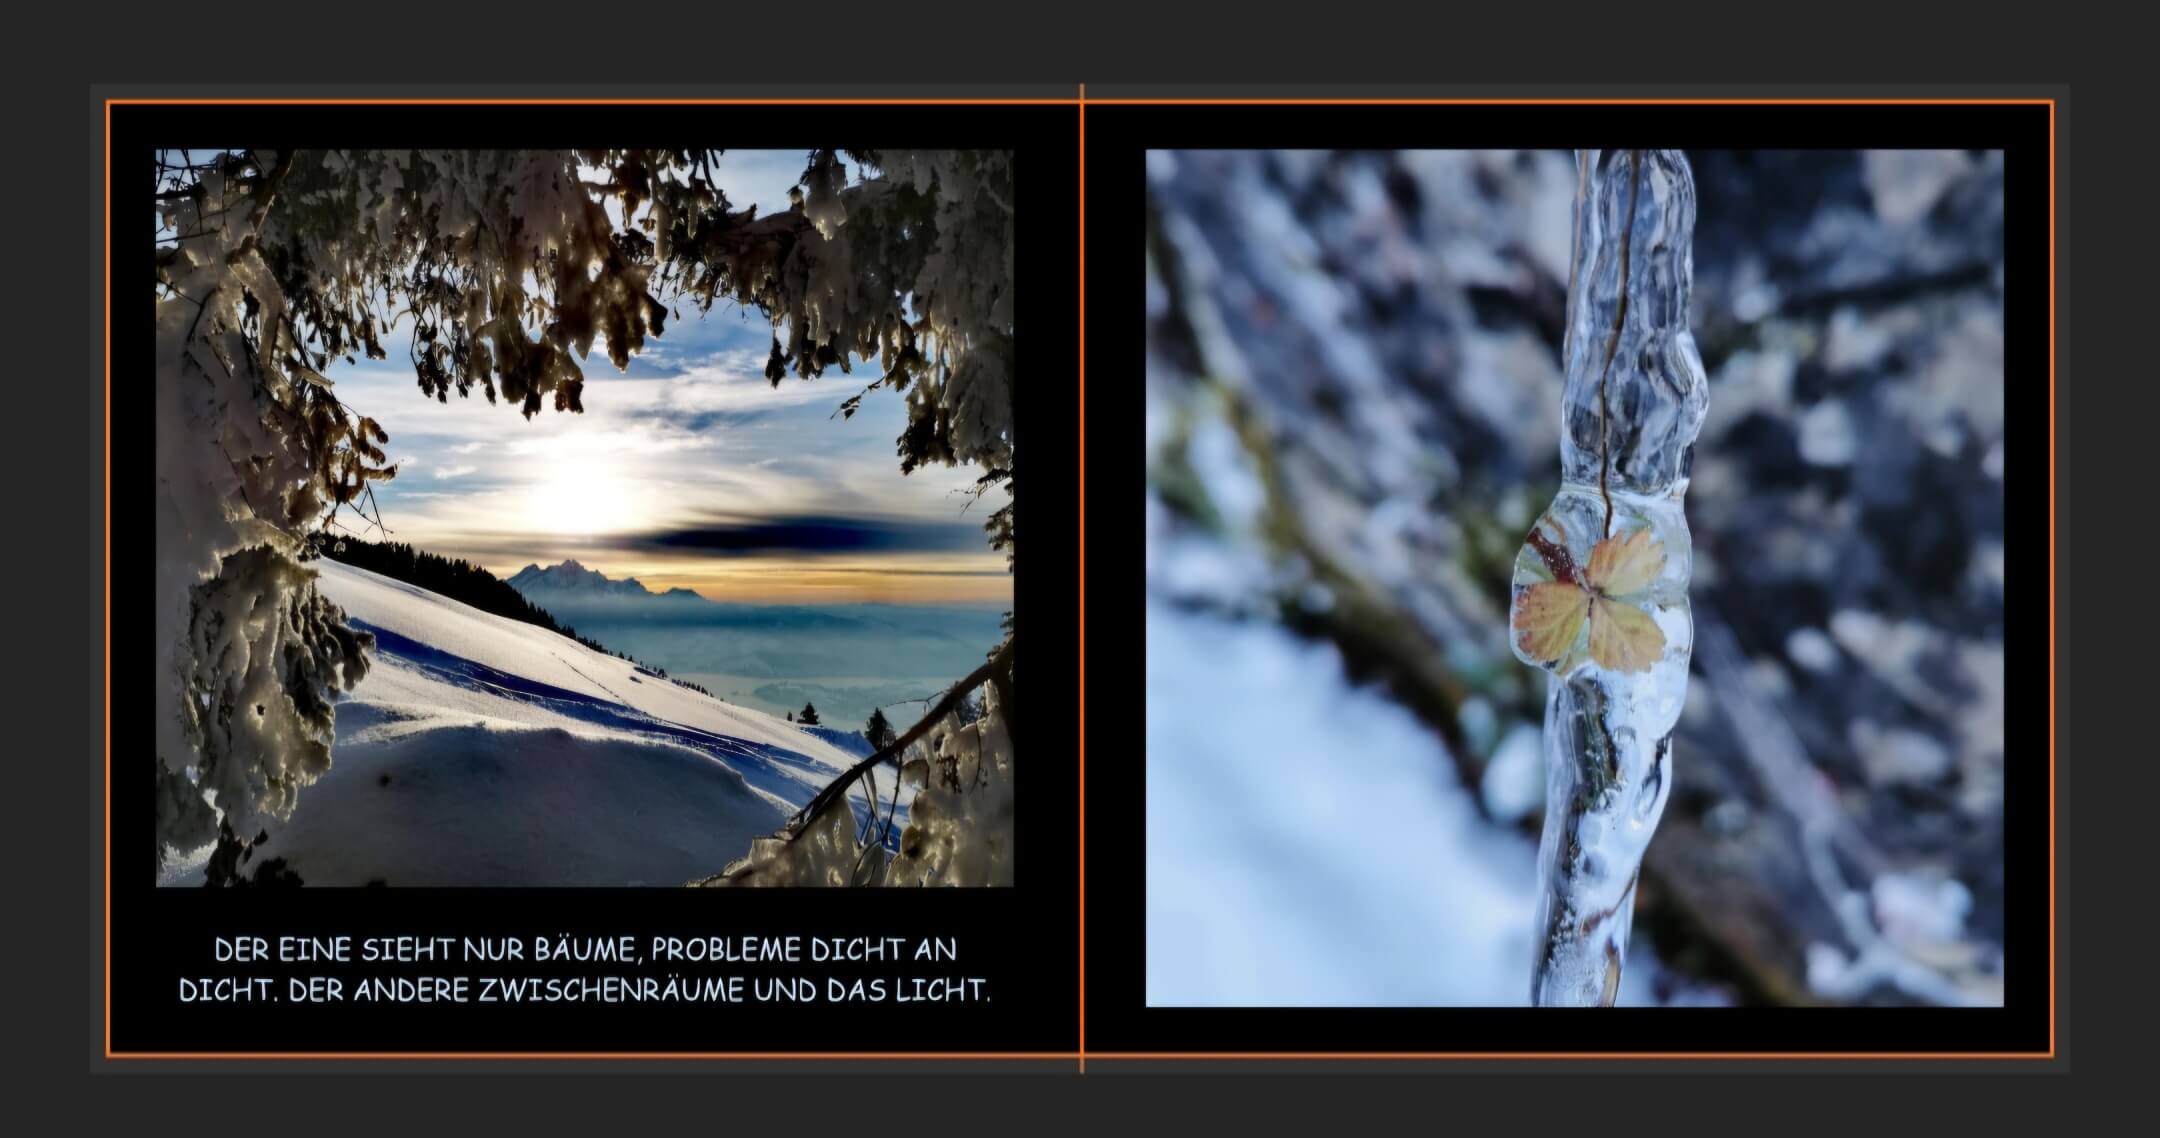 DER EINE SIEHT NUR BÄUME, PROBLEME DICHT AN
DICHT. DER ANDERE ZWISCHENRÄUME UND DAS LICHT.